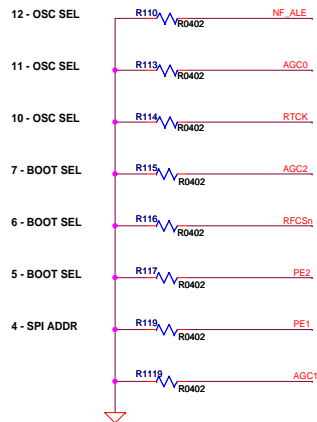 12 - OSC SEL R110 NF_ALE
R0402
11 - OSC SEL R113 AGC0
R0402
10 - OSC SEL R114 RTCK
R0402
7 - BOOT SEL R115 AGC2
R0402
6 - BOOT SEL R116 RFCSn
R0402
5 - BOOT SEL R117 PE2
R0402
4 - SPI ADDR R119 PE1
R0402
R1119 AGC1
R0402